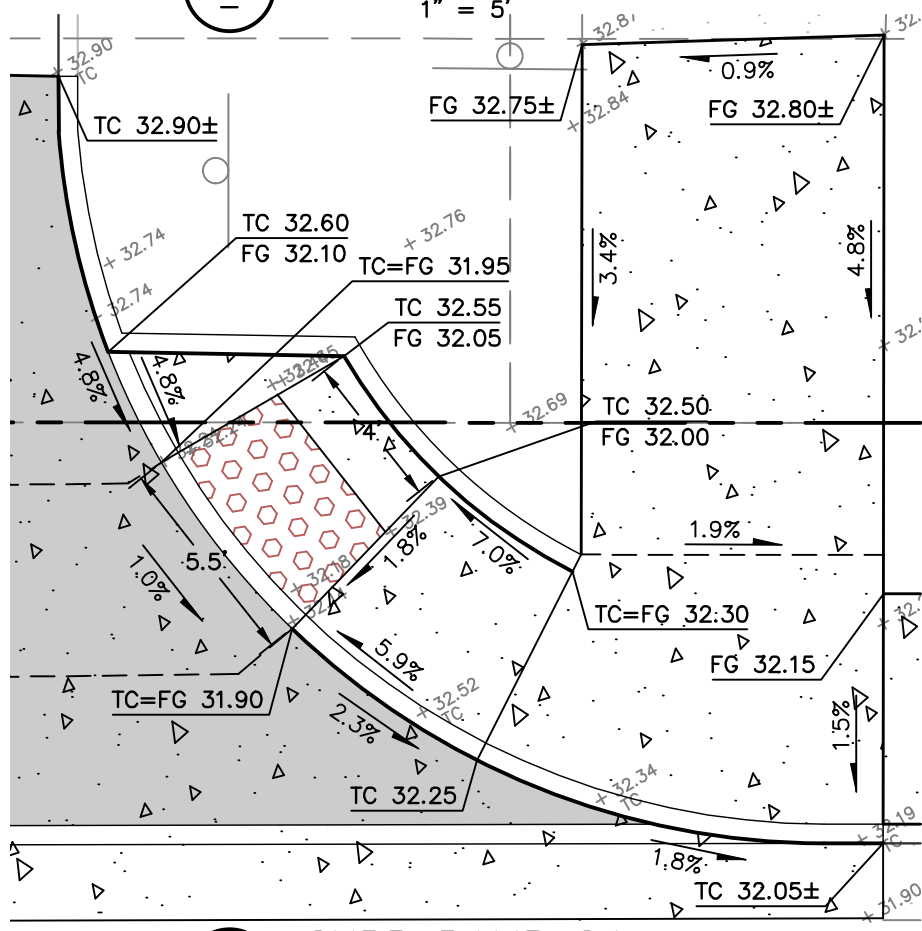 1" = 5'
+ 32.90
TC
+ 32.87
0.9%
TC 32.90±
FG 32.75±
+ 32.84
FG 32.80±
TC 32.60
FG 32.10
+ 32.74
+ 32.76
TC=FG 31.95
3.4%
4.8%
+ 32.74
TC 32.55
FG 32.05
4.8%
4.8%
4'
+ 32.69
TC 32.50
FG 32.00
+ 32.39
1.9%
5.5'
1.8%
7.0%
1.0%
+ 32.18
TC=FG 32.30
5.9%
FG 32.15
TC=FG 31.90
2.3%
+ 32.52
TC
1.5%
TC 32.25
+ 32.34
TC
+ 32.19
TC
1.8%
TC 32.05±
+ 31.90